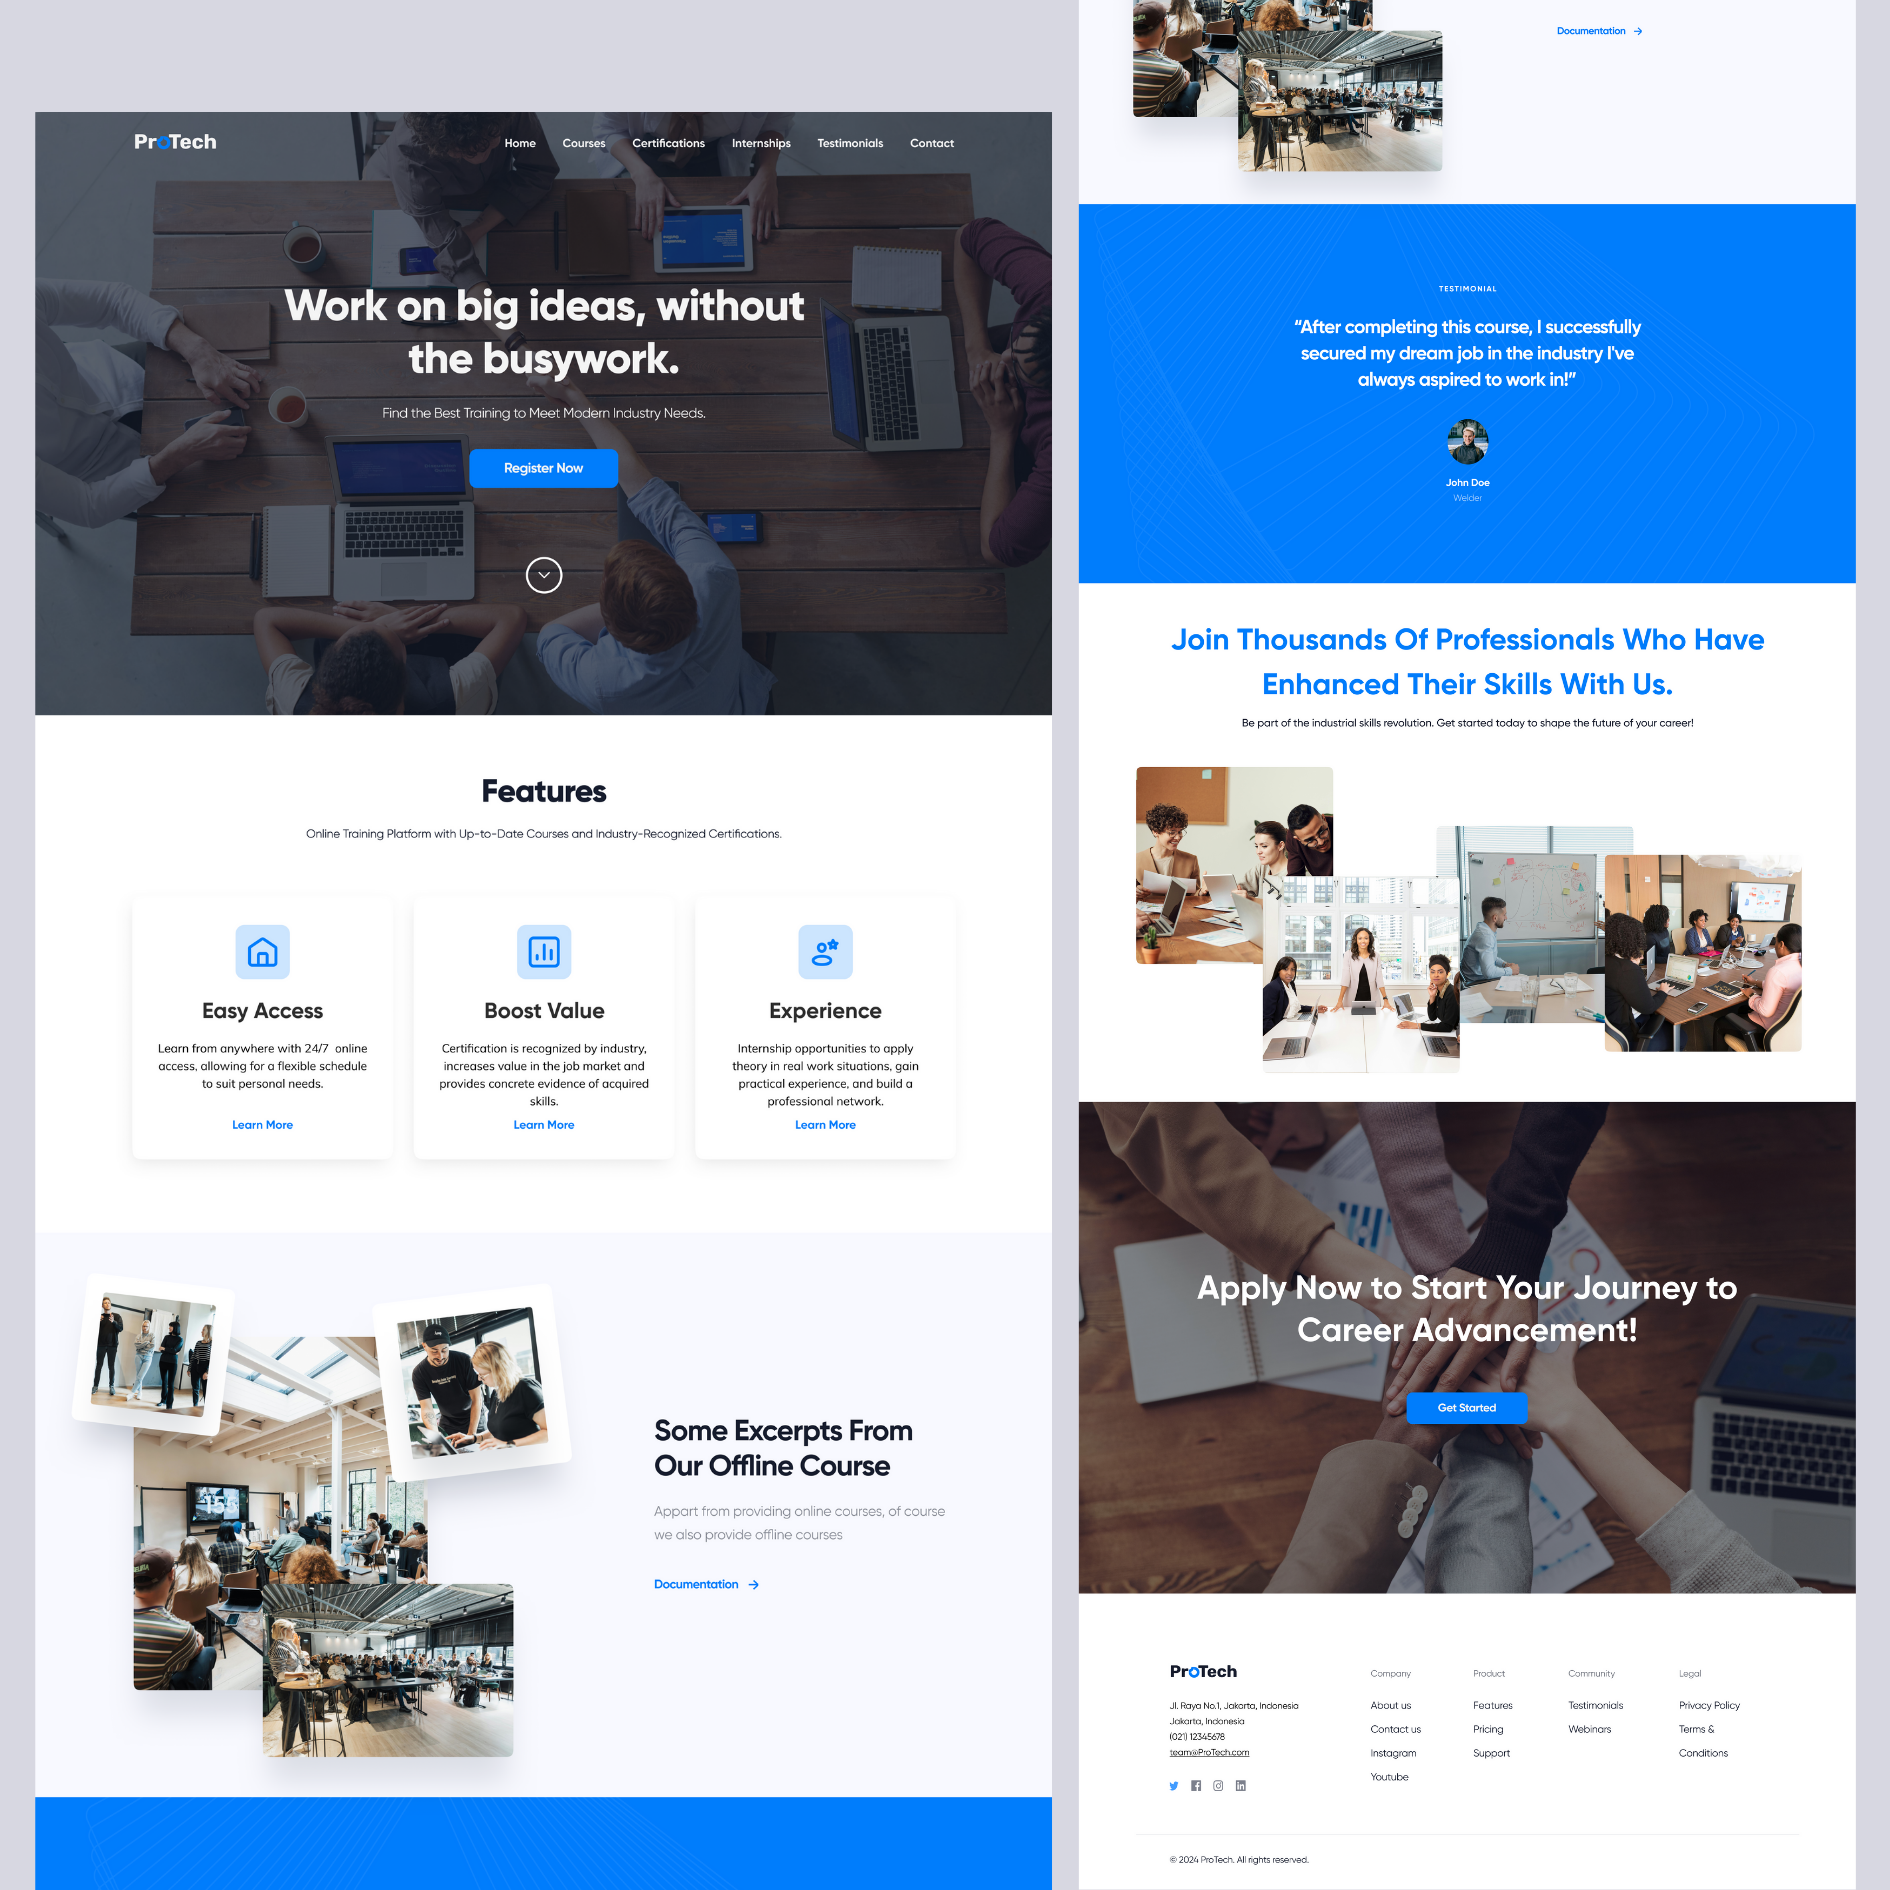 ProTech
Home Courses Certifications Internships Testimonials Contact
Work on big ideas, without
the busywork.
Find the Best Training to Meet Modern Industry Needs.
Register Now
Features
Online Training Platform with Up-to-Date Courses and Industry-Recognized Certifications.
Easy Access
Learn from anywhere with 24/7 online
access, allowing for a flexible schedule
to suit personal needs.
Learn More
Boost Value
Certification is recognized by industry,
increases value in the job market and
provides concrete evidence of acquired
skills.
Learn More
Experience
Internship opportunities to apply
theory in real work situations, gain
practical experience, and build a
professional network.
Learn More
Some Excerpts From
Our Offline Course
Appart from providing online courses, of course
we also provide offline courses
Documentation →
Documentation →
TESTIMONIAL
“After completing this course, I successfully
secured my dream job in the industry I've
always aspired to work in!”
John Doe
Welder
Join Thousands Of Professionals Who Have
Enhanced Their Skills With Us.
Be part of the industrial skills revolution. Get started today to shape the future of your career!
Apply Now to Start Your Journey to
Career Advancement!
Get Started
ProTech
Jl. Raya No.1, Jakarta, Indonesia
Jakarta, Indonesia
(021) 12345678
team@ProTech.com
Company
About us
Contact us
Instagram
Youtube
Product
Features
Pricing
Support
Community
Testimonials
Webinars
Legal
Privacy Policy
Terms &
Conditions
© 2024 ProTech. All rights reserved.